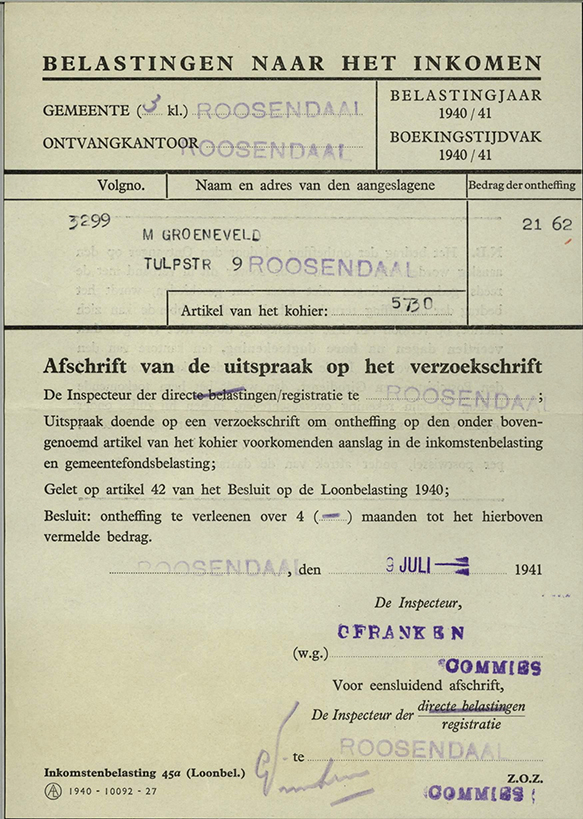 BELASTINGEN NAAR HET INKOMEN
GEMEENTE (3 kl.) ROOSENDAAL
ONTVANGKANTOOR ROOSENDAAL
BELASTINGJAAR
1940/41
BOEKINGSTIJDVAK
1940/41
Volgno. Naam en adres van den aangeslagene Bedrag der ontheffing
3299 M GROENEVELD 21 62
TULPSTR 9 ROOSENDAAL
Artikel van het kohier: 5730
Afschrift van de uitspraak op het verzoekschrift
De Inspecteur der directe belastingen/registratie te ROOSENDAAL;
Uitspraak doende op een verzoekschrift om ontheffing op den onder boven-
genoemd artikel van het kohier voorkomenden aanslag in de inkomstenbelasting
en gemeentefondsbelasting;
Gelet op artikel 42 van het Besluit op de Loonbelasting 1940;
Besluit: ontheffing te verleenen over 4 (—) maanden tot het hierboven
vermelde bedrag.
ROOSENDAAL, den 9 JULI 1941
De Inspecteur,
CFRANKEN
(w.g.)
COMMIES
Voor eensluidend afschrift,
De Inspecteur der directe belastingen
registratie
te ROOSENDAAL
Inkomstenbelasting 45a (Loonbel.) Z.O.Z.
1940 - 10092 - 27 COMMIES